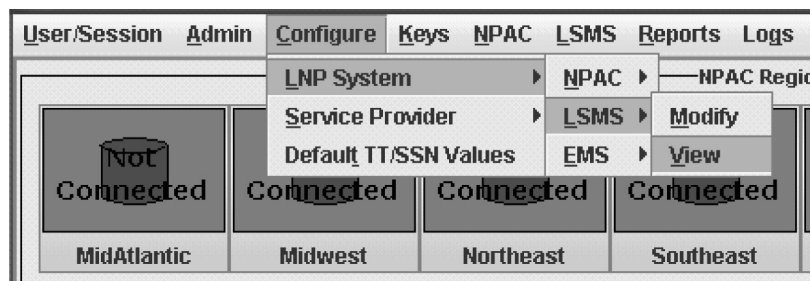 User/Session Admin Configure Keys NPAC LSMS Reports Logs
LNP System NPAC NPAC Regi
Service Provider LSMS Modify
Default TT/SSN Values EMS View
Not
Connected Connected Connected Connected
MidAtlantic Midwest Northeast Southeast